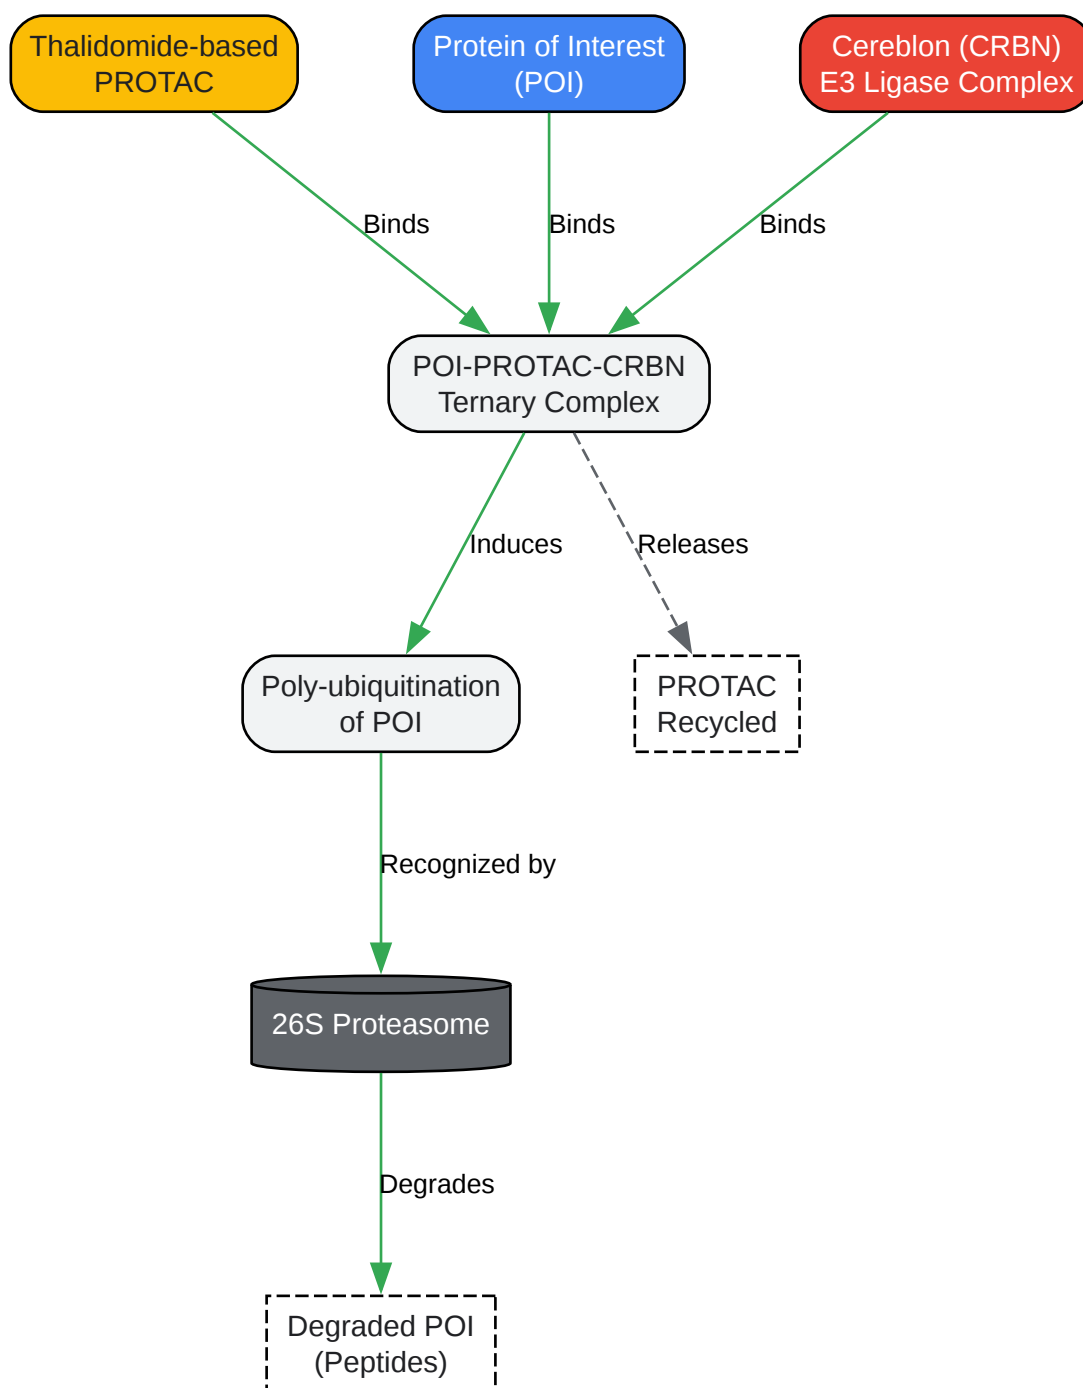 Thalidomide-based
PROTAC
Protein of Interest
(POI)
Cereblon (CRBN)
E3 Ligase Complex
Binds
Binds
Binds
POI-PROTAC-CRBN
Ternary Complex
Induces
Releases
Poly-ubiquitination
of POI
PROTAC
Recycled
Recognized by
26S Proteasome
Degrades
Degraded POI
(Peptides)